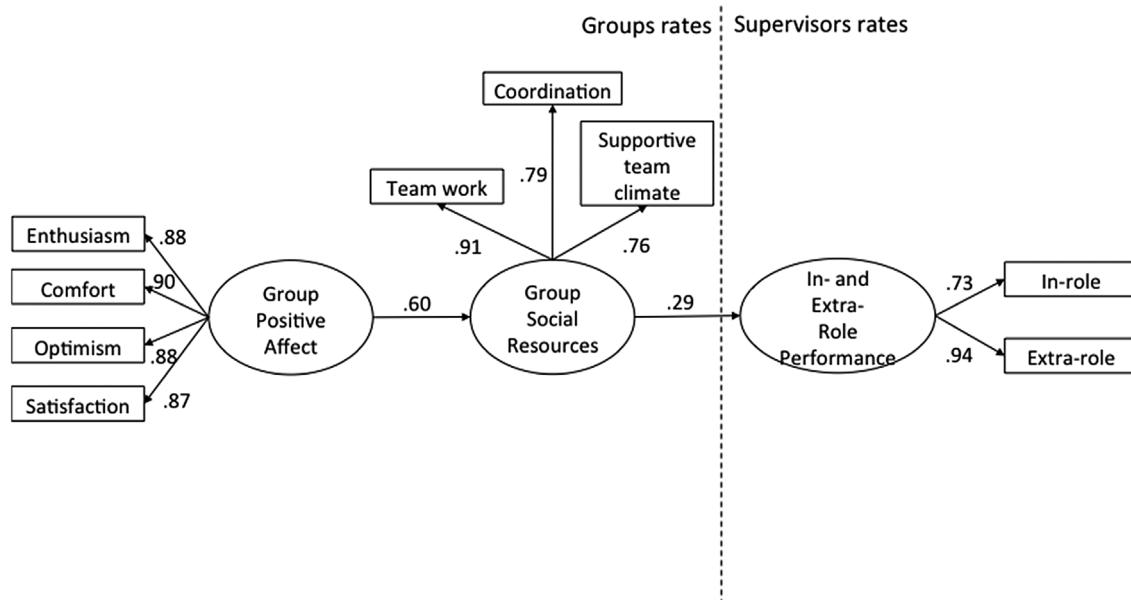 Groups rates
Supervisors rates
Coordination
Supportive
team
climate
.79
Team work
.91
.76
Enthusiasm
.88
Comfort
.90
Optimism
.88
Satisfaction
.87
Group
Positive
Affect
.60
Group
Social
Resources
.29
In- and
Extra-
Role
Performance
.73
In-role
.94
Extra-role